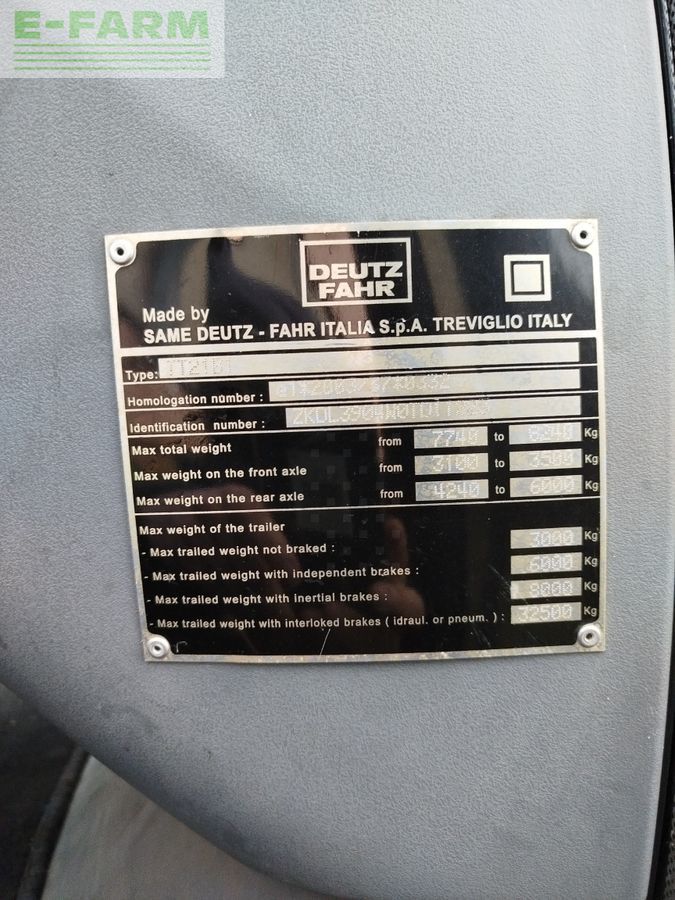 E-FARM
DEUTZ
FAHR
Made by
SAME DEUTZ - FAHR ITALIA S.p.A. TREVIGLIO ITALY
Type:
Homologation number :
Identification number :
Max total weight from 7740 to Kg
Max weight on the front axle from 3100 to 3500 Kg
Max weight on the rear axle from 4240 to 6000 Kg
Max weight of the trailer
- Max trailed weight not braked : 3000 Kg
- Max trailed weight with independent brakes : 6000 Kg
- Max trailed weight with inertial brakes : 8000 Kg
- Max trailed weight with interloked brakes ( idraul. or pneum. ) : 32500 Kg